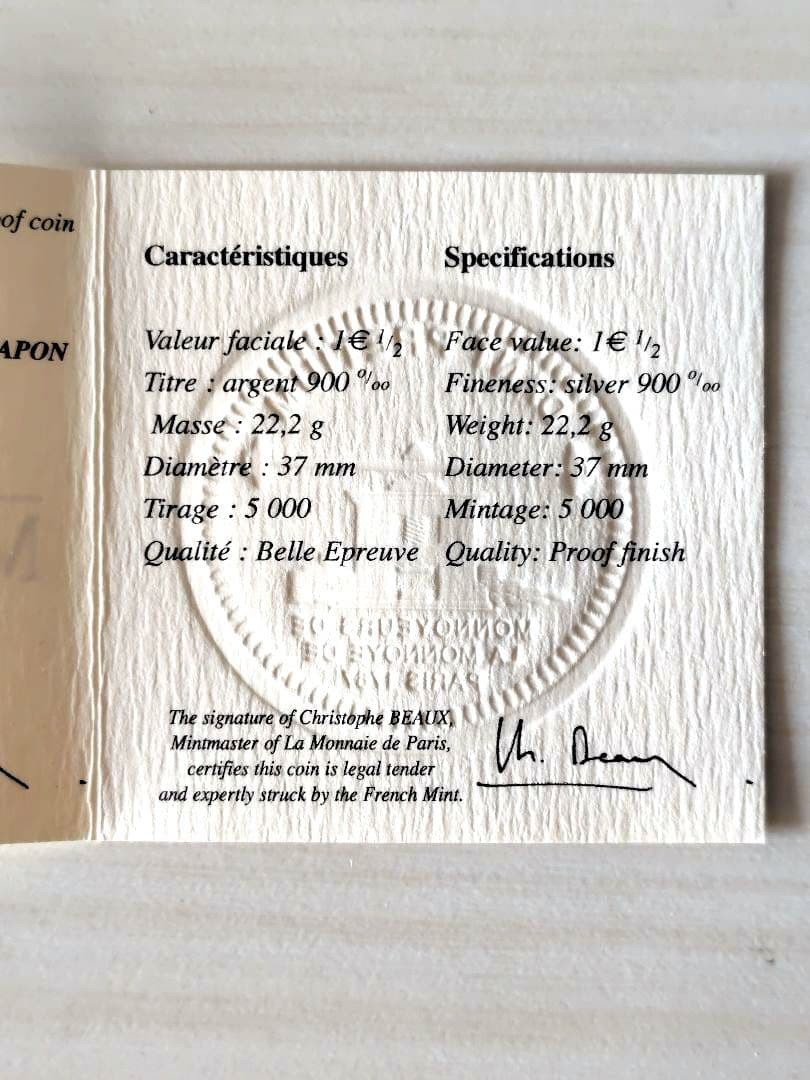 of coin
APON
Caractéristiques
Valeur faciale : 1€ 1/2
Titre : argent 900 ‰
Masse : 22,2 g
Diamètre : 37 mm
Tirage : 5 000
Qualité : Belle Epreuve
Specifications
Face value: 1€ 1/2
Fineness: silver 900 ‰
Weight: 22,2 g
Diameter: 37 mm
Mintage: 5 000
Quality: Proof finish
The signature of Christophe BEAUX,
Mintmaster of La Monnaie de Paris,
certifies this coin is legal tender
and expertly struck by the French Mint.
Ch. Beaux